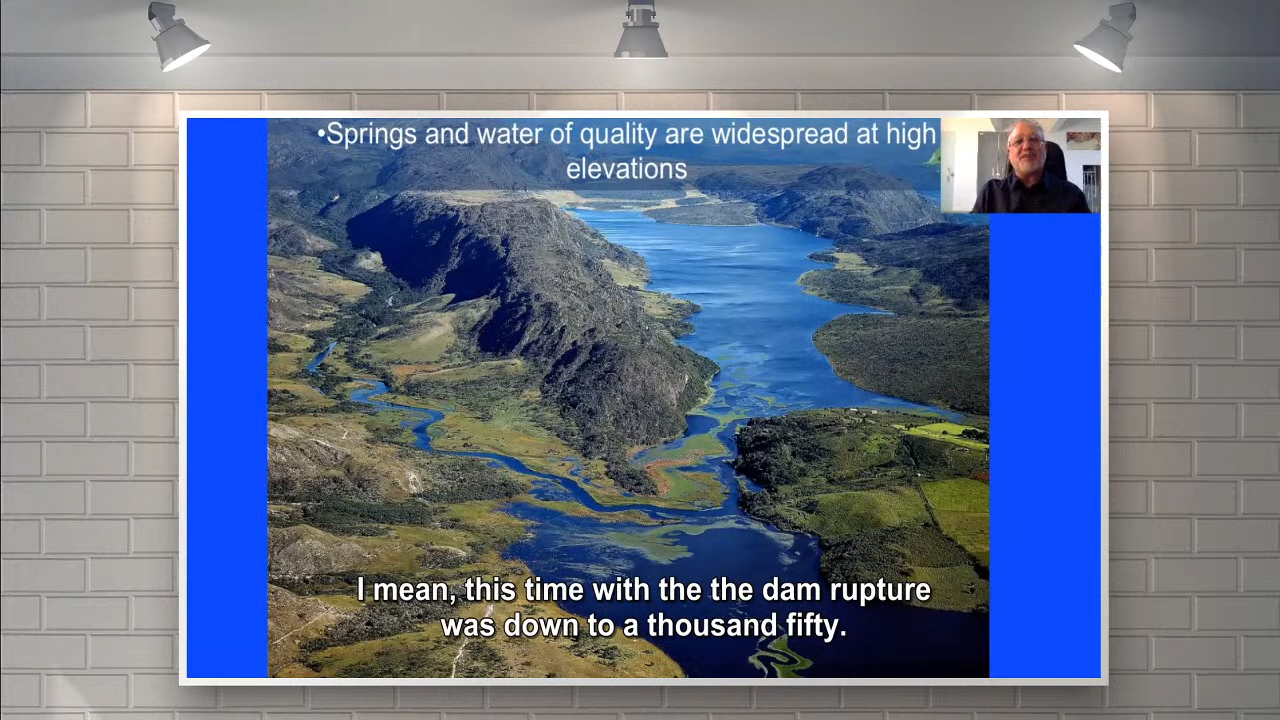 •Springs and water of quality are widespread at high
elevations
I mean, this time with the the dam rupture
was down to a thousand fifty.